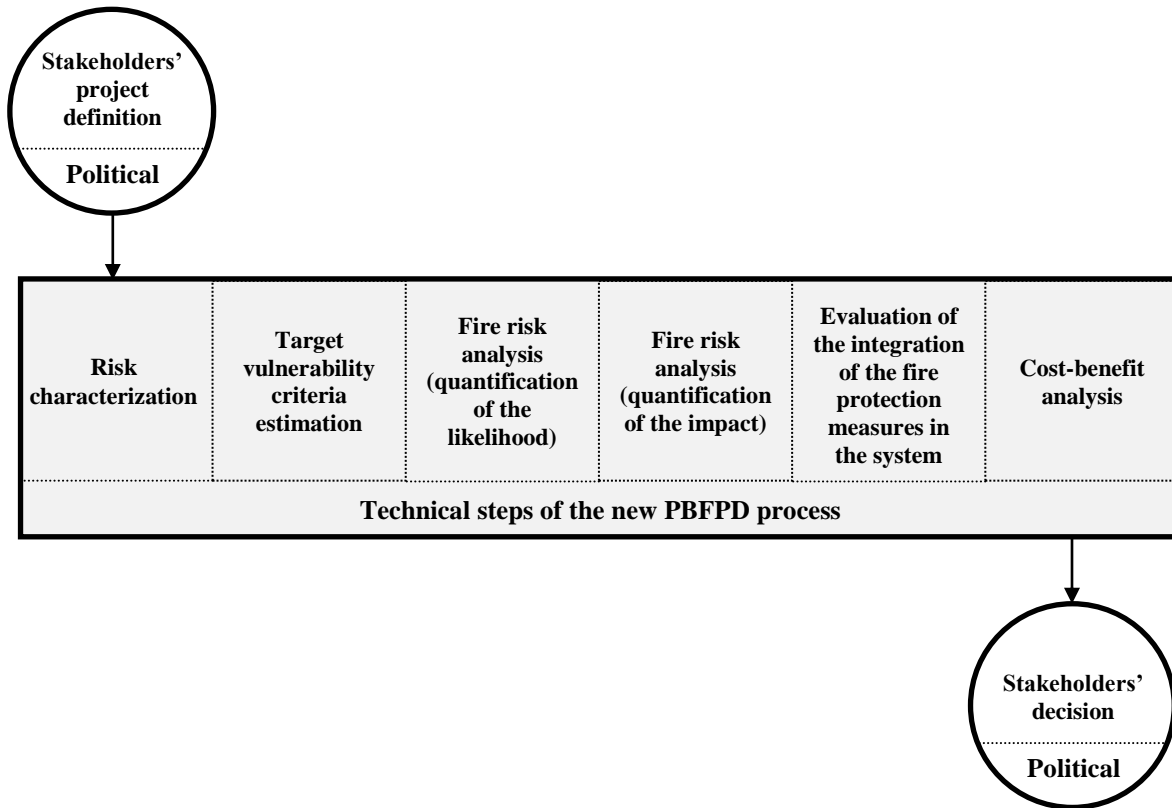 Stakeholders’
project
definition
Political
Risk
characterization
Target
vulnerability
criteria
estimation
Fire risk
analysis
(quantification
of the
likelihood)
Fire risk
analysis
(quantification
of the impact)
Evaluation of
the integration
of the fire
protection
measures in
the system
Cost-benefit
analysis
Technical steps of the new PBFPD process
Stakeholders’
decision
Political